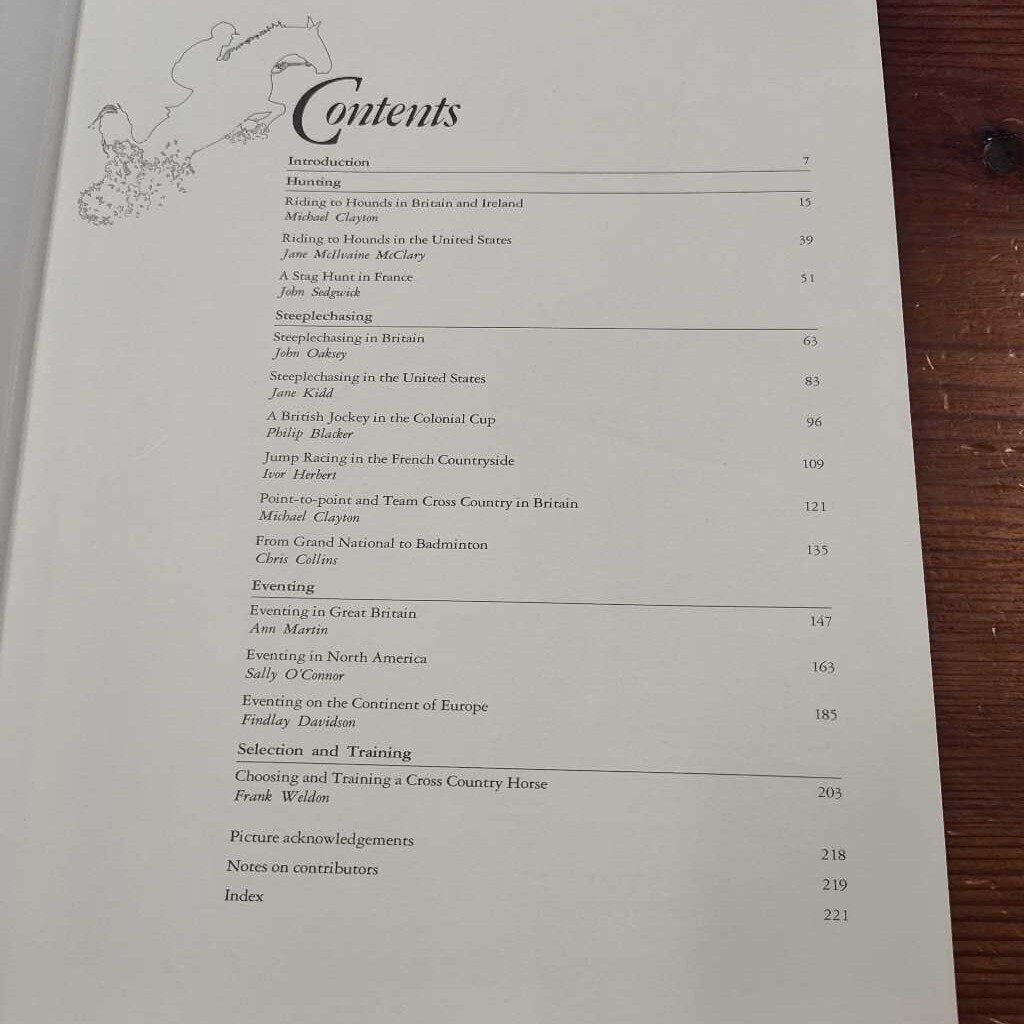 Contents
Introduction 7
Hunting
Riding to Hounds in Britain and Ireland 15
Michael Clayton
Riding to Hounds in the United States 39
Jane McIlvaine McClary
A Stag Hunt in France 51
John Sedgwick
Steeplechasing
Steeplechasing in Britain 63
John Oaksey
Steeplechasing in the United States 83
Jane Kidd
A British Jockey in the Colonial Cup 96
Philip Blacker
Jump Racing in the French Countryside 109
Ivor Herbert
Point-to-point and Team Cross Country in Britain 121
Michael Clayton
From Grand National to Badminton 135
Chris Collins
Eventing
Eventing in Great Britain 147
Ann Martin
Eventing in North America 163
Sally O'Connor
Eventing on the Continent of Europe 185
Findlay Davidson
Selection and Training
Choosing and Training a Cross Country Horse 203
Frank Weldon
Picture acknowledgements 218
Notes on contributors 219
Index 221